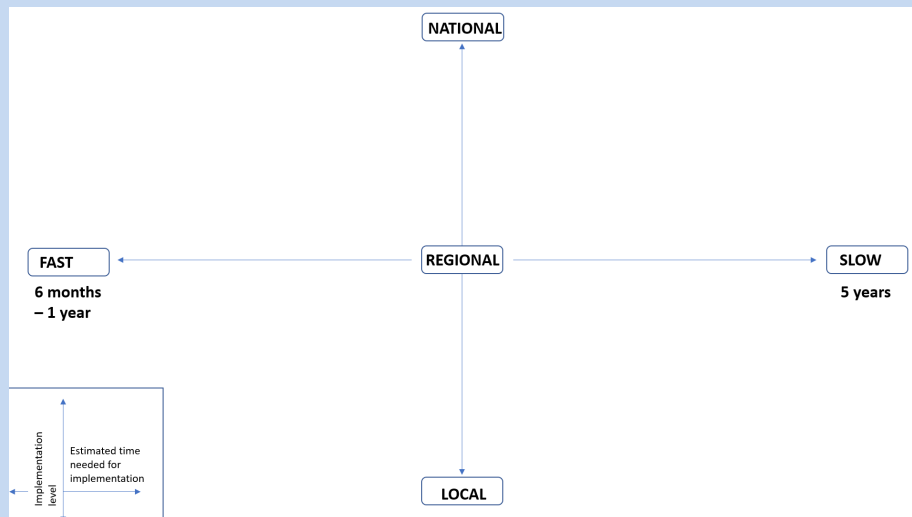 NATIONAL
FAST
REGIONAL
SLOW
6 months
– 1 year
5 years
Implementation
level
Estimated time
needed for
implementation
LOCAL